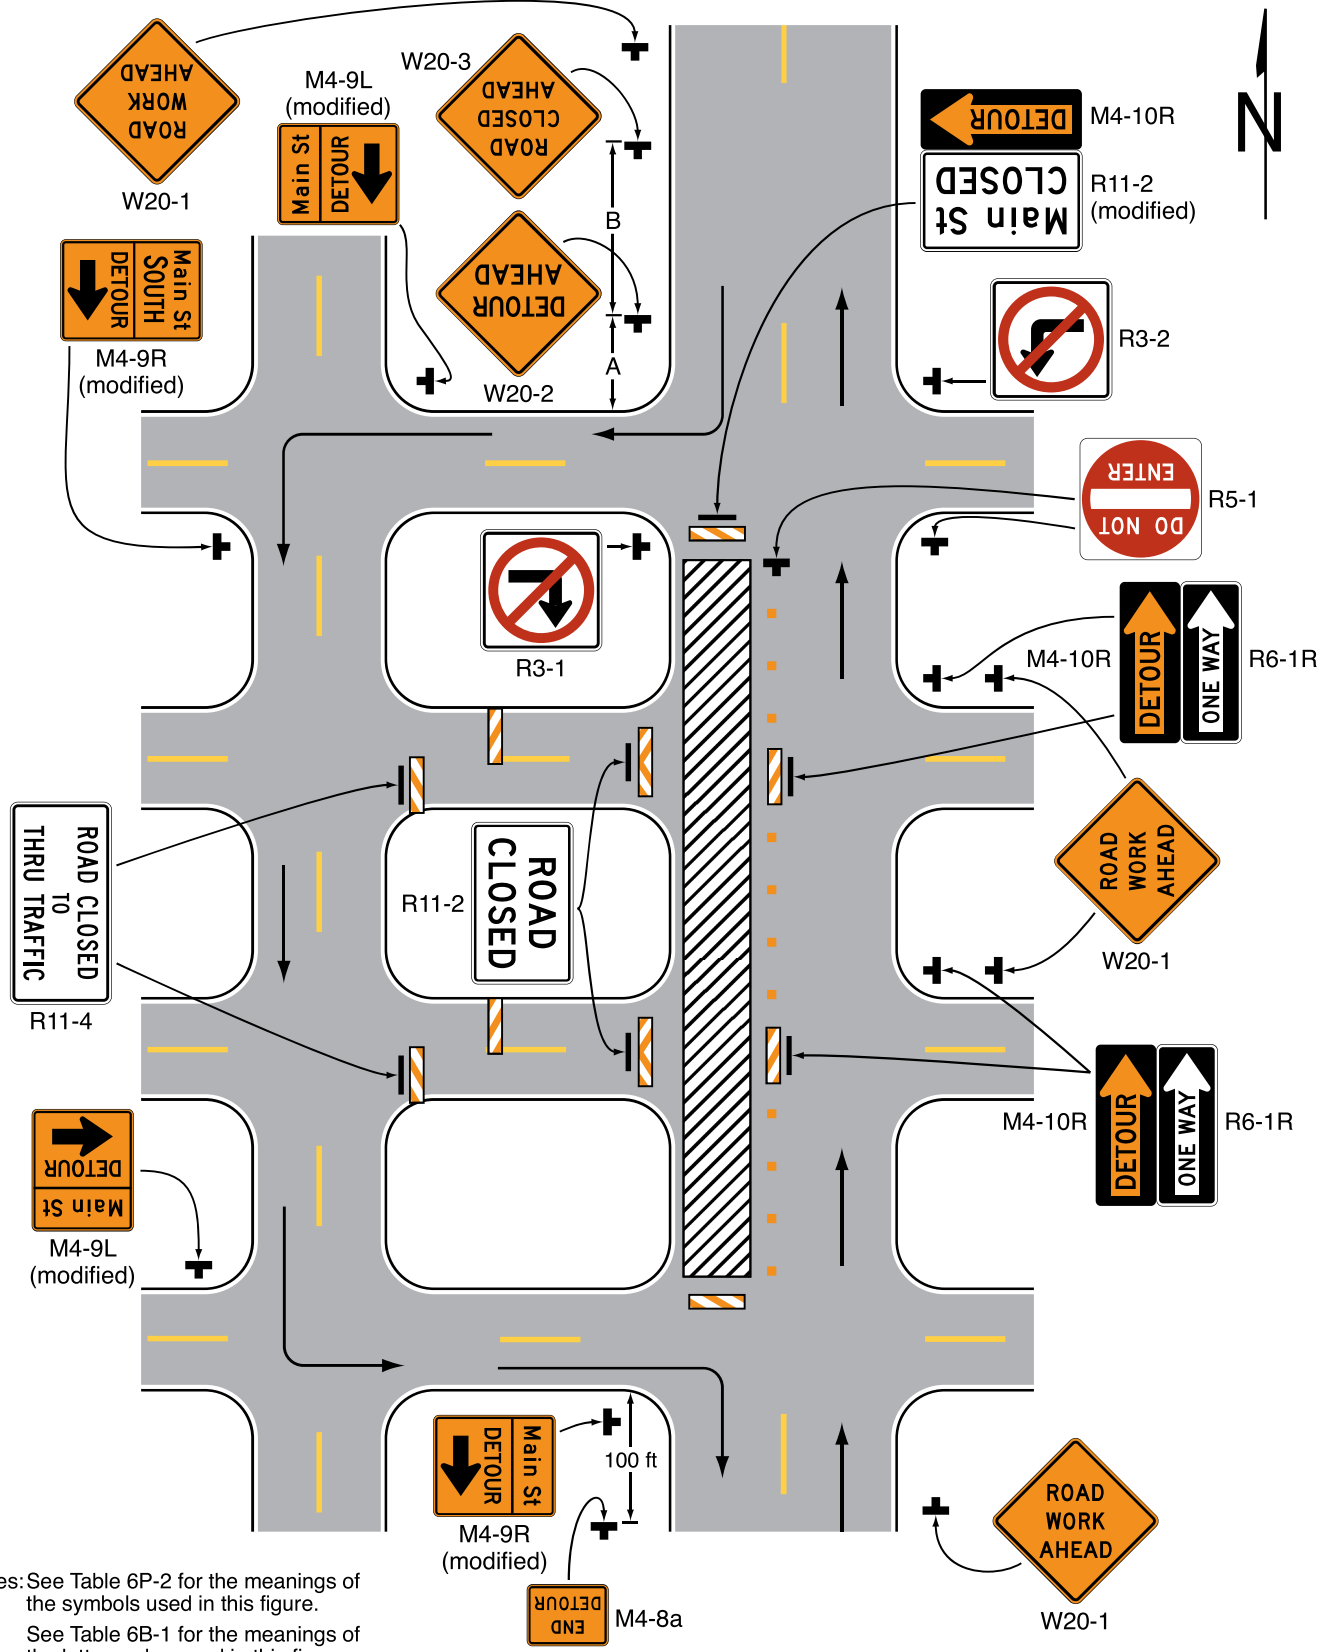 ROAD
WORK
AHEAD
W20-1
W20-3
ROAD
CLOSED
AHEAD
M4-9L
(modified)
Main St
DETOUR
DETOUR
AHEAD
W20-2
B
A
Main St
SOUTH
DETOUR
M4-9R
(modified)
DETOUR
M4-10R
Main St
CLOSED
R11-2
(modified)
N
R3-2
DO NOT
ENTER
R5-1
R3-1
M4-10R
DETOUR
ONE WAY
R6-1R
ROAD
WORK
AHEAD
W20-1
ROAD CLOSED
TO
THRU TRAFFIC
R11-4
R11-2
ROAD
CLOSED
M4-10R
DETOUR
ONE WAY
R6-1R
Main St
DETOUR
M4-9L
(modified)
Main St
DETOUR
M4-9R
(modified)
100 ft
END
DETOUR
M4-8a
ROAD
WORK
AHEAD
W20-1
es: See Table 6P-2 for the meanings of
the symbols used in this figure.
See Table 6B-1 for the meanings of